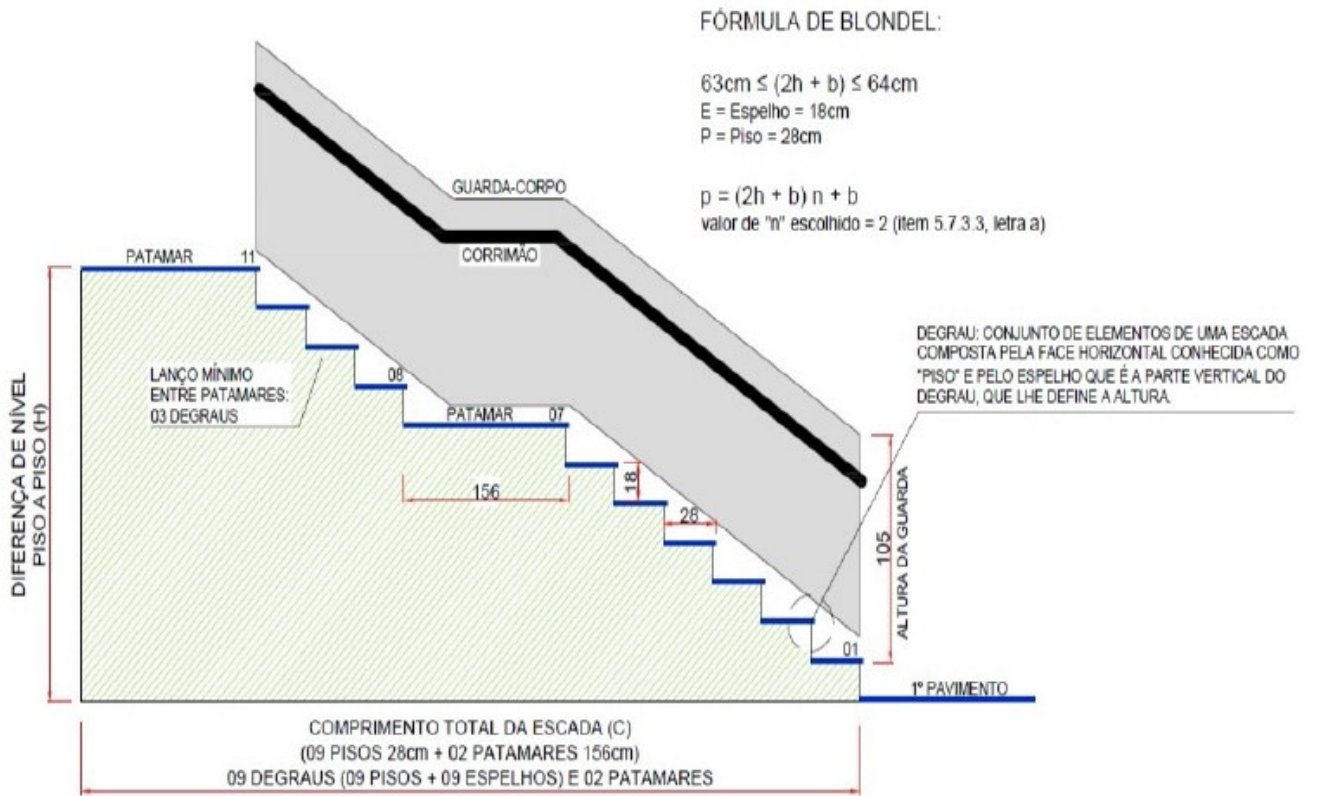 FÓRMULA DE BLONDEL:
63cm ≤ (2h + b) ≤ 64cm
E = Espelho = 18cm
P = Piso = 28cm
p = (2h + b) n + b
valor de "n" escolhido = 2 (item 5.7.3.3, letra a)
GUARDA-CORPO
CORRIMÃO
PATAMAR
11
LANÇO MÍNIMO
ENTRE PATAMARES:
03 DEGRAUS
08
PATAMAR
07
156
18
28
DEGRAU: CONJUNTO DE ELEMENTOS DE UMA ESCADA
COMPOSTA PELA FACE HORIZONTAL CONHECIDA COMO
"PISO" E PELO ESPELHO QUE É A PARTE VERTICAL DO
DEGRAU, QUE LHE DEFINE A ALTURA.
105
ALTURA DA GUARDA
01
1º PAVIMENTO
DIFERENÇA DE NÍVEL
PISO A PISO (H)
COMPRIMENTO TOTAL DA ESCADA (C)
(09 PISOS 28cm + 02 PATAMARES 156cm)
09 DEGRAUS (09 PISOS + 09 ESPELHOS) E 02 PATAMARES